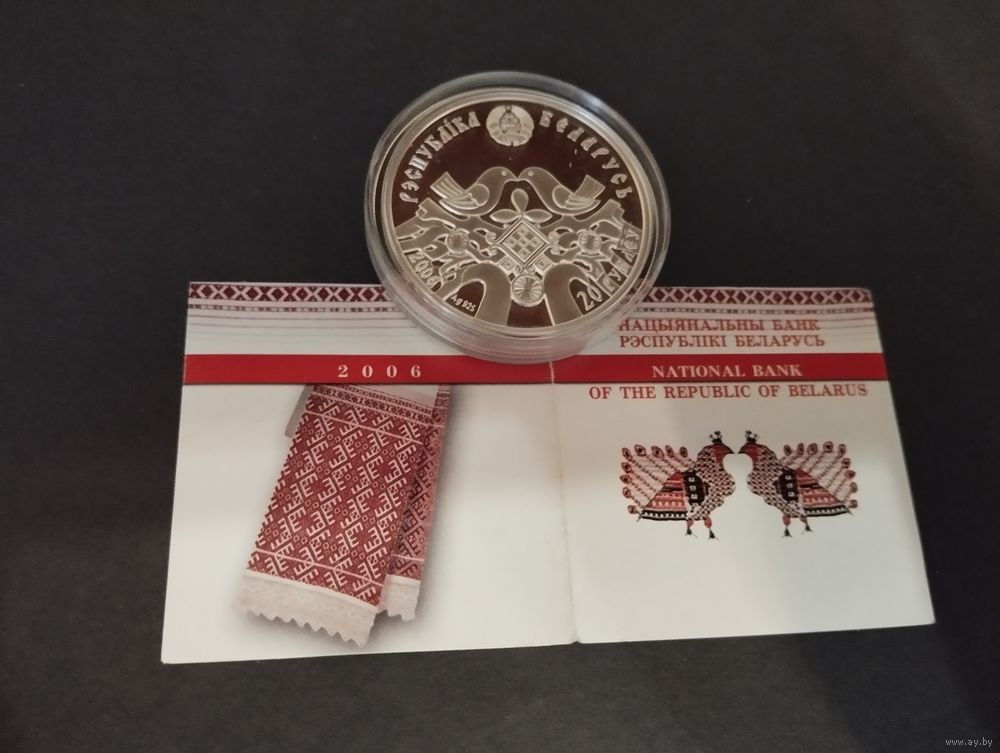 РЭСПУБЛІКА БЕЛАРУСЬ
2006
Ag 925
20 РУБЛЁЎ
2006
НАЦЫЯНАЛЬНЫ БАНК
РЭСПУБЛІКІ БЕЛАРУСЬ
NATIONAL BANK
OF THE REPUBLIC OF BELARUS
www.ay.by